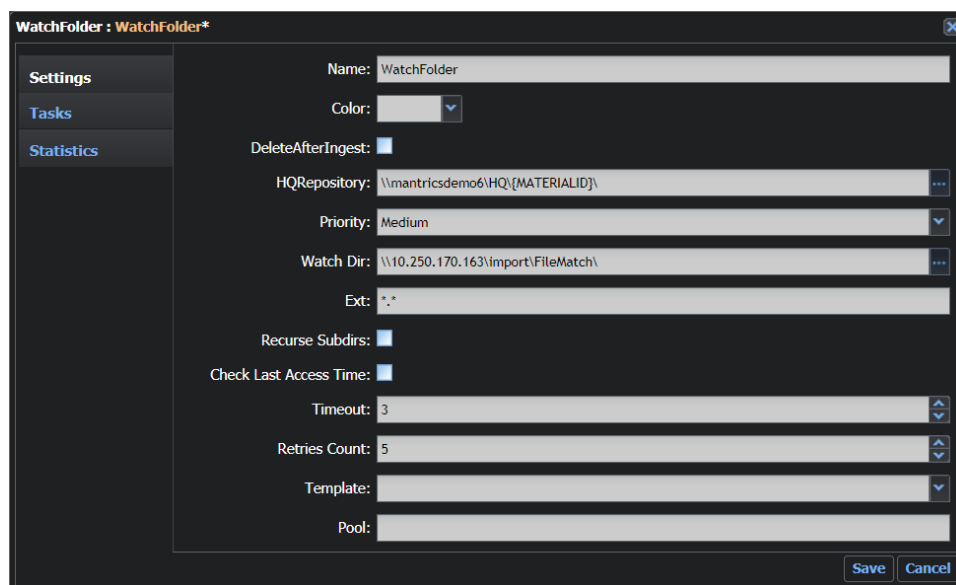 WatchFolder : WatchFolder*
Settings
Tasks
Statistics
Name: WatchFolder
Color:
DeleteAfterIngest:
HQRepository: \\mantricsdemo6\HQ\{MATERIALID}\ ...
Priority: Medium
Watch Dir: \\10.250.170.163\import\FileMatch\ ...
Ext: *.*
Recurse Subdirs:
Check Last Access Time:
Timeout: 3
Retries Count: 5
Template:
Pool:
Save Cancel